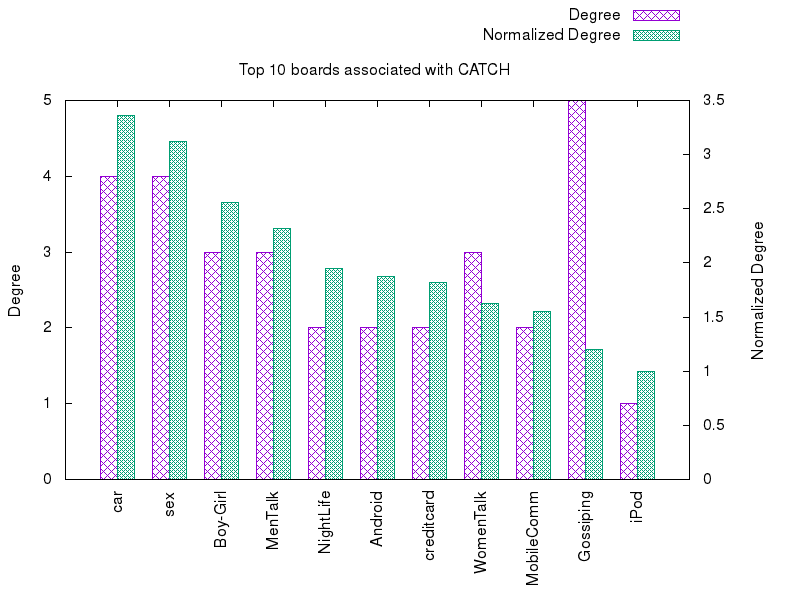 Degree
Normalized Degree
Top 10 boards associated with CATCH
5
4
3
2
1
0
3.5
3
2.5
2
1.5
1
0.5
0
Degree
Normalized Degree
car
sex
Boy-Girl
MenTalk
NightLife
Android
creditcard
WomenTalk
MobileComm
Gossiping
iPod